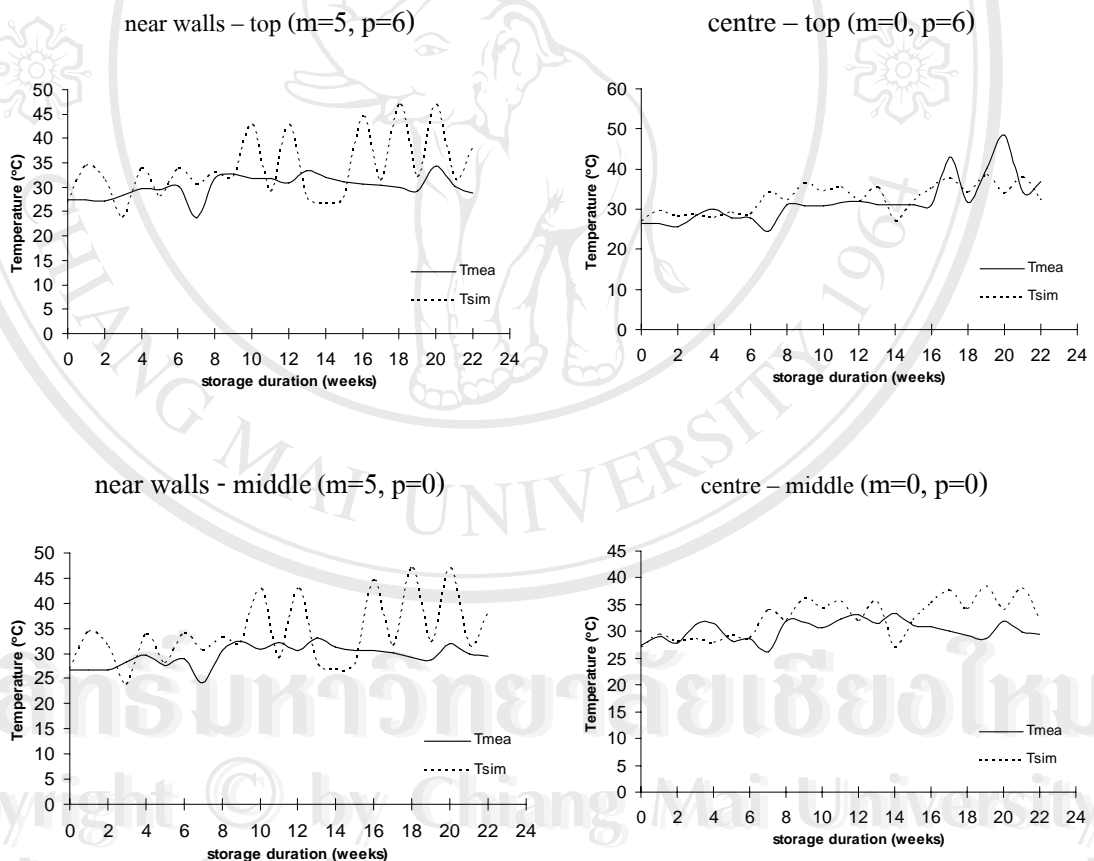 near walls – top (m=5, p=6)
centre – top (m=0, p=6)
Temperature (°C)
50
45
40
35
30
25
20
15
10
5
0
Tmea
Tsim
0 2 4 6 8 10 12 14 16 18 20 22 24
storage duration (weeks)
Temperature (°C)
60
50
40
30
20
10
0
Tmea
Tsim
0 2 4 6 8 10 12 14 16 18 20 22 24
storage duration (weeks)
near walls - middle (m=5, p=0)
centre – middle (m=0, p=0)
Temperature (°C)
50
45
40
35
30
25
20
15
10
5
0
Tmea
Tsim
0 2 4 6 8 10 12 14 16 18 20 22 24
storage duration (weeks)
Temperature (°C)
45
40
35
30
25
20
15
10
5
0
Tmea
Tsim
0 2 4 6 8 10 12 14 16 18 20 22 24
storage duration (weeks)
HIANG MAI UNIVERSITY 1964
มหาวิทยาลัยเชียงใหม
yright © by Chiang Mai University